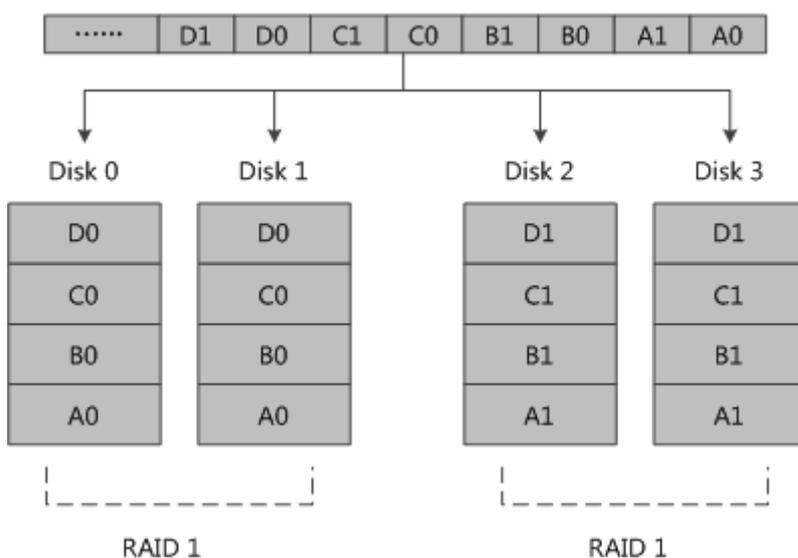 …… D1 D0 C1 C0 B1 B0 A1 A0
Disk 0 Disk 1 Disk 2 Disk 3
D0 D0 D1 D1
C0 C0 C1 C1
B0 B0 B1 B1
A0 A0 A1 A1
RAID 1 RAID 1